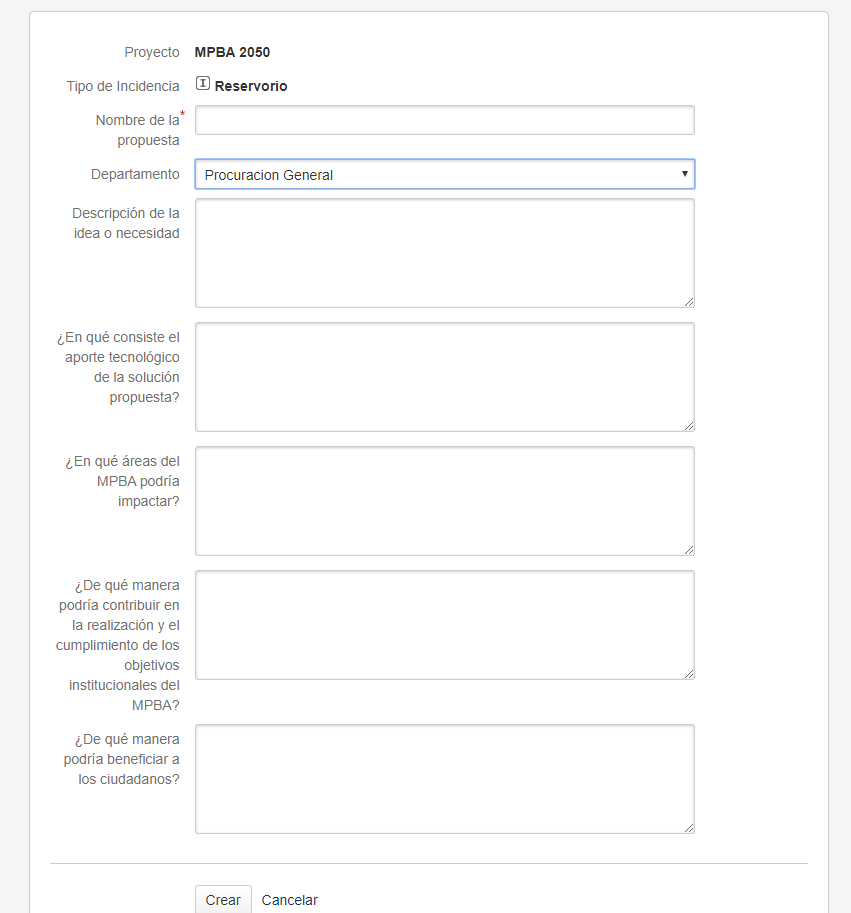 Proyecto MPBA 2050
Tipo de Incidencia Reservorio
Nombre de la*
propuesta
Departamento Procuracion General
Descripción de la
idea o necesidad
¿En qué consiste el
aporte tecnológico
de la solución
propuesta?
¿En qué áreas del
MPBA podría
impactar?
¿De qué manera
podría contribuir en
la realización y el
cumplimiento de los
objetivos
institucionales del
MPBA?
¿De qué manera
podría beneficiar a
los ciudadanos?
Crear Cancelar